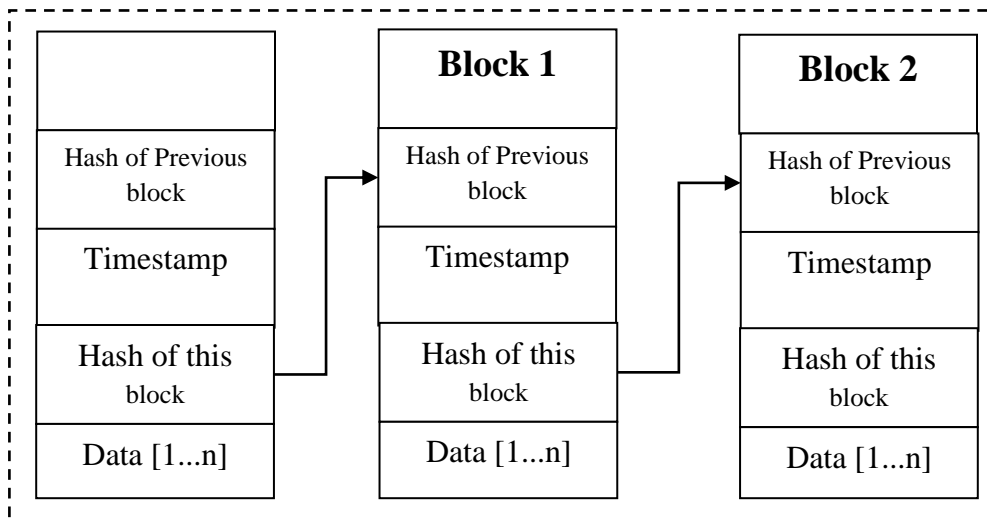 Hash of Previous
block
Timestamp
Hash of this
block
Data [1...n]
Block 1
Hash of Previous
block
Timestamp
Hash of this
block
Data [1...n]
Block 2
Hash of Previous
block
Timestamp
Hash of this
block
Data [1...n]